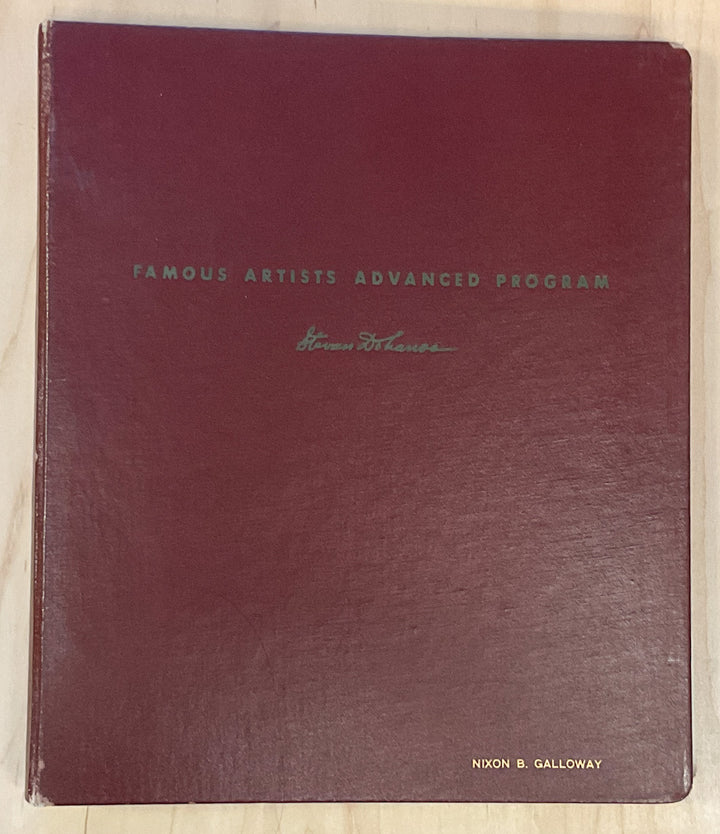 FAMOUS ARTISTS ADVANCED PROGRAM
Stevan Dohanos
NIXON B. GALLOWAY